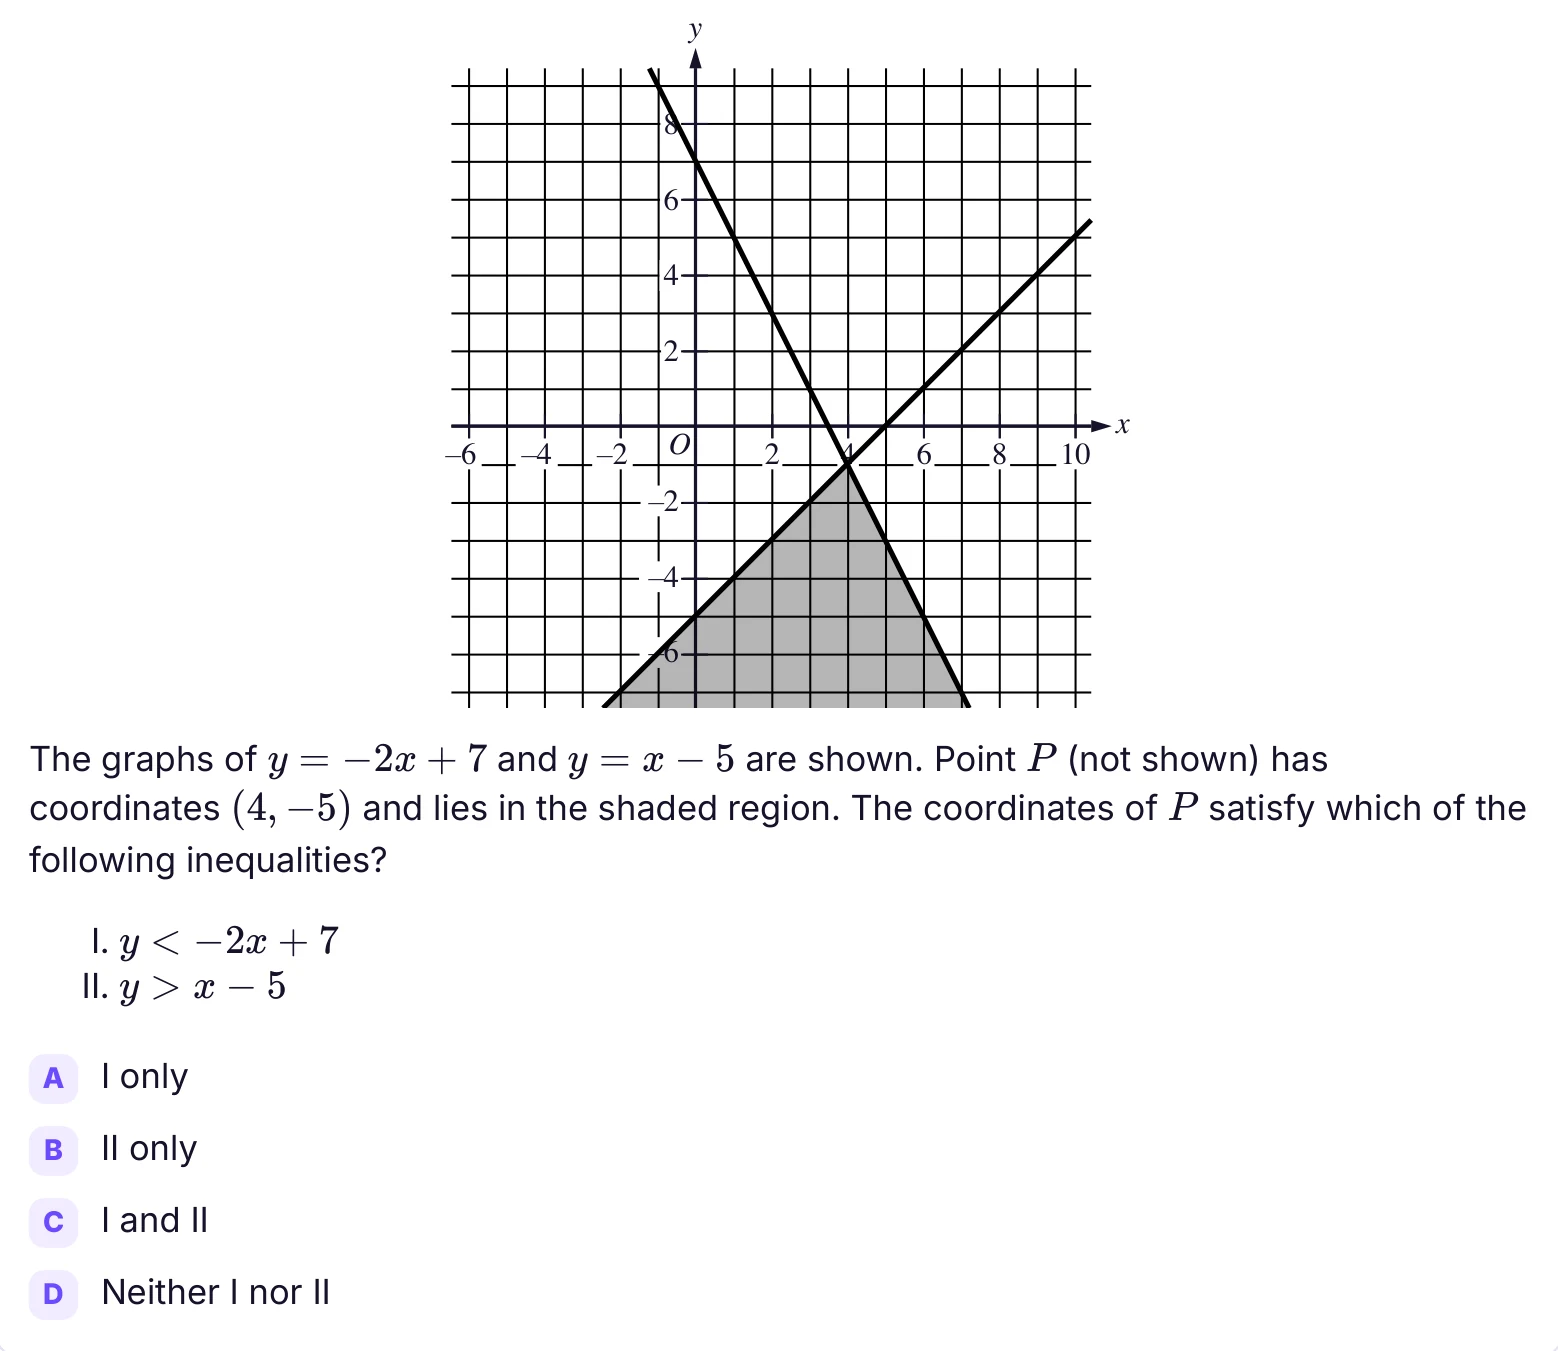 y
8
6
4
2
x
–6 –4 –2 O 2 4 6 8 10
–2
–4
–6
The graphs of y = −2x + 7 and y = x − 5 are shown. Point P (not shown) has
coordinates (4, −5) and lies in the shaded region. The coordinates of P satisfy which of the
following inequalities?
I. y < −2x + 7
II. y > x − 5
A I only
B II only
C I and II
D Neither I nor II